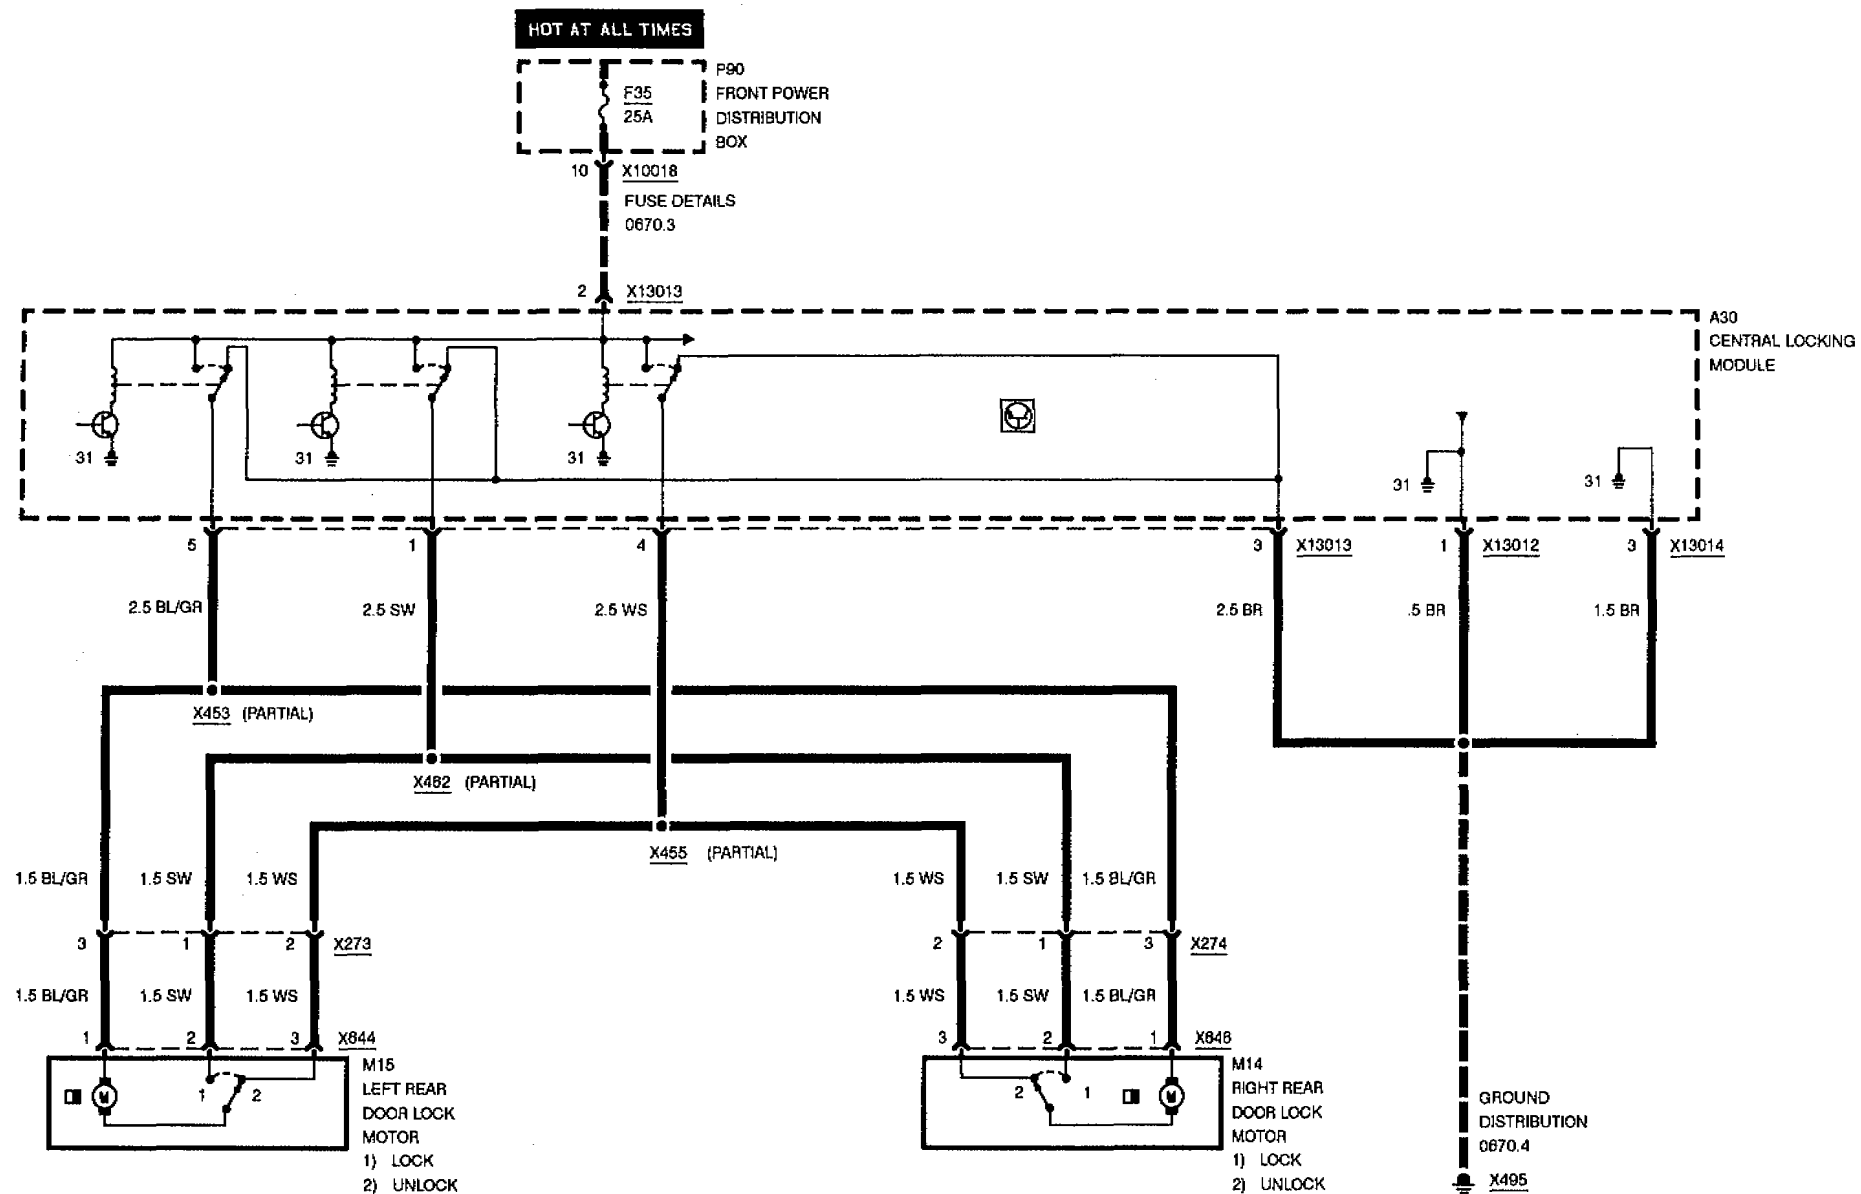 HOT AT ALL TIMES
P90
FRONT POWER
DISTRIBUTION
BOX
F35
25A
10 X10018
FUSE DETAILS
0670.3
2 X13013
A30
CENTRAL LOCKING
MODULE
31 31 31 31 31
5 1 4 3 X13013 1 X13012 3 X13014
2.5 BL/GR 2.5 SW 2.5 WS 2.5 BR .5 BR 1.5 BR
X453 (PARTIAL)
X462 (PARTIAL)
X455 (PARTIAL)
1.5 BL/GR 1.5 SW 1.5 WS 1.5 WS 1.5 SW 1.5 BL/GR
3 1 2 X273 2 1 3 X274
1.5 BL/GR 1.5 SW 1.5 WS 1.5 WS 1.5 SW 1.5 BL/GR
1 2 3 X644 3 2 1 X646
M 1 2
M15
LEFT REAR
DOOR LOCK
MOTOR
1) LOCK
2) UNLOCK
2 1 M
M14
RIGHT REAR
DOOR LOCK
MOTOR
1) LOCK
2) UNLOCK
GROUND
DISTRIBUTION
0670.4
X495